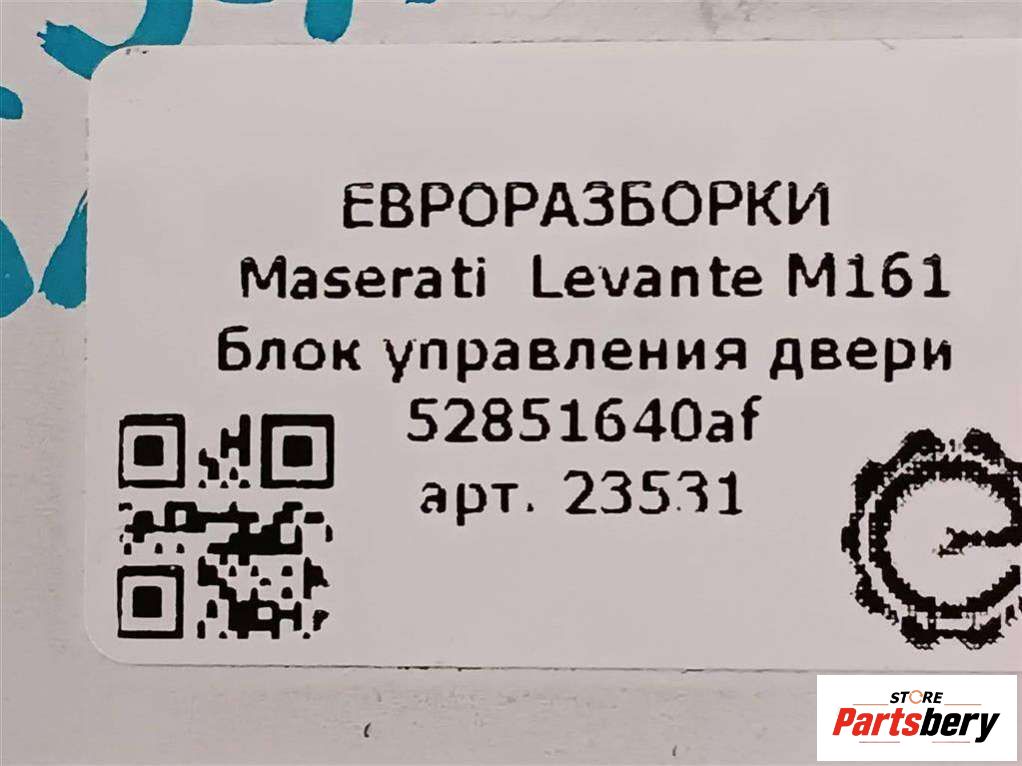 ЕВРОРАЗБОРКИ
Maserati Levante M161
Блок управления двери
52851640af
арт. 23531
STORE
Partsbery